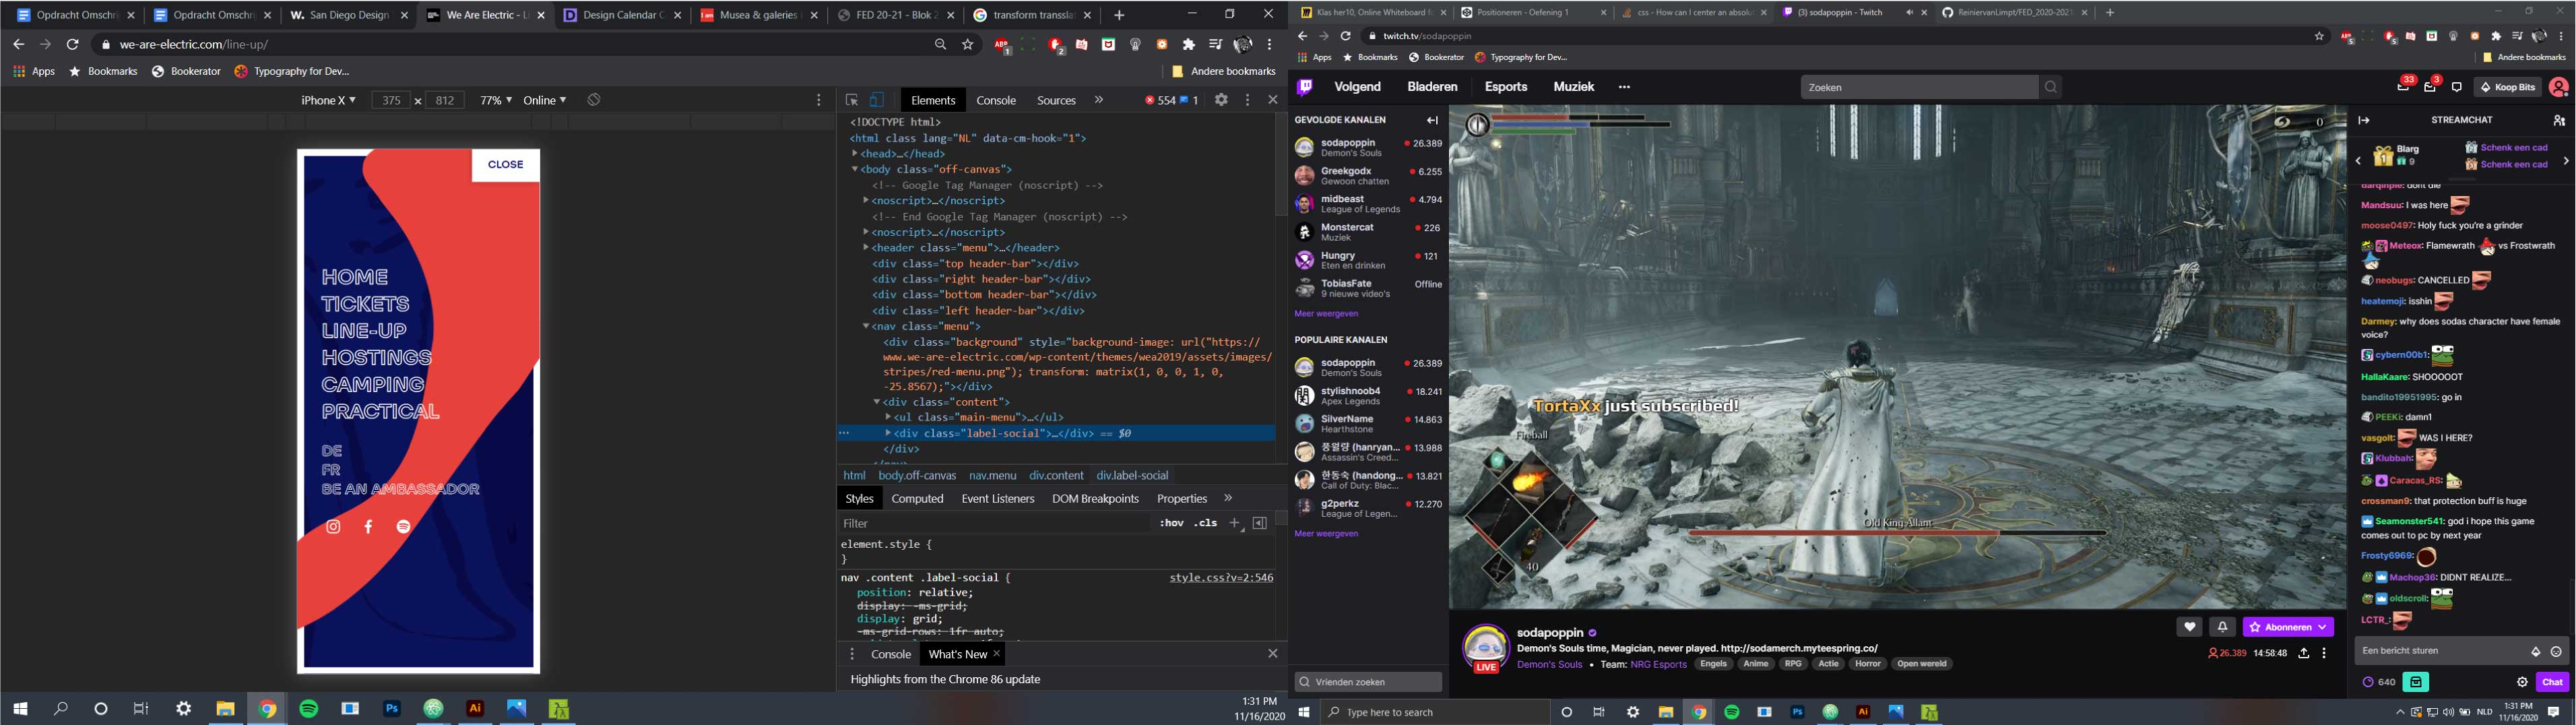 Opdracht Omschri
Opdracht Omschri
San Diego Design
We Are Electric - Li
Design Calendar C
Musea & galeries
FED 20-21 - Blok 2
transform transslat
we-are-electric.com/line-up/
Apps
Bookmarks
Bookerator
Typography for Dev...
Andere bookmarks
iPhone X ▾ 375 x 812 77% ▾ Online ▾
CLOSE
HOME
TICKETS
LINE-UP
HOSTINGS
CAMPING
PRACTICAL
DE
FR
BE AN AMBASSADOR
Elements Console Sources » 554 1
<!DOCTYPE html>
<html class lang="NL" data-cm-hook="1">
<head>…</head>
<body class="off-canvas">
<!-- Google Tag Manager (noscript) -->
<noscript>…</noscript>
<!-- End Google Tag Manager (noscript) -->
<noscript>…</noscript>
<header class="menu">…</header>
<div class="top header-bar"></div>
<div class="right header-bar"></div>
<div class="bottom header-bar"></div>
<div class="left header-bar"></div>
<nav class="menu">
<div class="background" style="background-image: url("https://
www.we-are-electric.com/wp-content/themes/wea2019/assets/images/
stripes/red-menu.png"); transform: matrix(1, 0, 0, 1, 0,
-25.8567);"></div>
<div class="content">
<ul class="main-menu">…</ul>
<div class="label-social">…</div> == $0
</div>
html body.off-canvas nav.menu div.content div.label-social
Styles Computed Event Listeners DOM Breakpoints Properties »
Filter :hov .cls +
element.style {
}
nav .content .label-social { style.css?v=2:546
position: relative;
display: -ms-grid;
display: grid;
-ms-grid-rows: 1fr auto;
Console What's New ×
Highlights from the Chrome 86 update
1:31 PM
11/16/2020
Klas her10, Online Whiteboard f
Positioneren - Oefening 1
css - How can I center an absolu
(3) sodapoppin - Twitch
ReiniervanLimpt/FED_2020-2021
twitch.tv/sodapoppin
Apps
Bookmarks
Bookerator
Typography for Dev...
Andere bookmarks
Volgend Bladeren Esports Muziek
Zoeken
33 3 Koop Bits
GEVOLGDE KANALEN
sodapoppin 26.389
Demon's Souls
Greekgodx 6.255
Gewoon chatten
midbeast 4.794
League of Legends
Monstercat 226
Muziek
Hungry 121
Eten en drinken
TobiasFate Offline
9 nieuwe video's
Meer weergeven
POPULAIRE KANALEN
sodapoppin 26.389
Demon's Souls
stylishnoob4 18.241
Apex Legends
SilverName 14.863
Hearthstone
풍월량 (hanryan... 13.988
Assassin's Creed...
한동숙 (handong... 13.821
Call of Duty: Blac...
g2perkz 12.270
League of Legen...
Meer weergeven
Vrienden zoeken
0
TortaXx just subscribed!
Fireball
40
Old King Allant
LIVE
sodapoppin
Demon's Souls time, Magician, never played. http://sodamerch.myteespring.co/
Demon's Souls • Team: NRG Esports Engels Anime RPG Actie Horror Open wereld
Abonneren
26.389 14:58:48
STREAMCHAT
Blarg
9
Schenk een cad
Schenk een cad
darqinpie: dont die
Mandsuu: I was here
moose0497: Holy fuck you're a grinder
Meteox: Flamewrath vs Frostwrath
neobugs: CANCELLED
heatemoji: isshin
Darmey: why does sodas character have female
voice?
cybern00b1:
HallaKaare: SHOOOOOT
bandito19951995: go in
PEEKi: damn1
vasgolt: WAS I HERE?
Klubbah:
Caracas_RS:
crossman9: that protection buff is huge
Seamonster541: god i hope this game
comes out to pc by next year
Frosty6969:
Machop36: DIDNT REALIZE...
oldscroll:
LCTR_:
Een bericht sturen
640
Chat
Type here to search
NLD
1:31 PM
11/16/2020